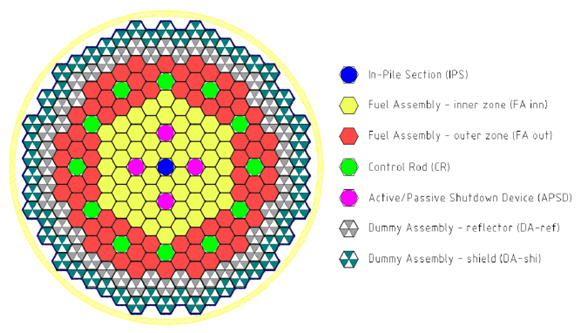 In-Pile Section (IPS)
Fuel Assembly - inner zone (FA inn)
Fuel Assembly - outer zone (FA out)
Control Rod (CR)
Active/Passive Shutdown Device (APSD)
Dummy Assembly - reflector (DA-ref)
Dummy Assembly - shield (DA-shi)